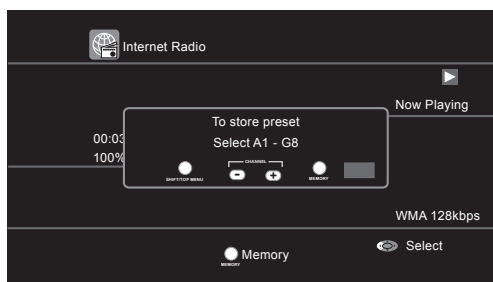 Internet Radio
Now Playing
To store preset
00:03
Select A1 - G8
100%
CHANNEL
SHIFT/TOP MENU
MEMORY
WMA 128kbps
Memory
MEMORY
Select